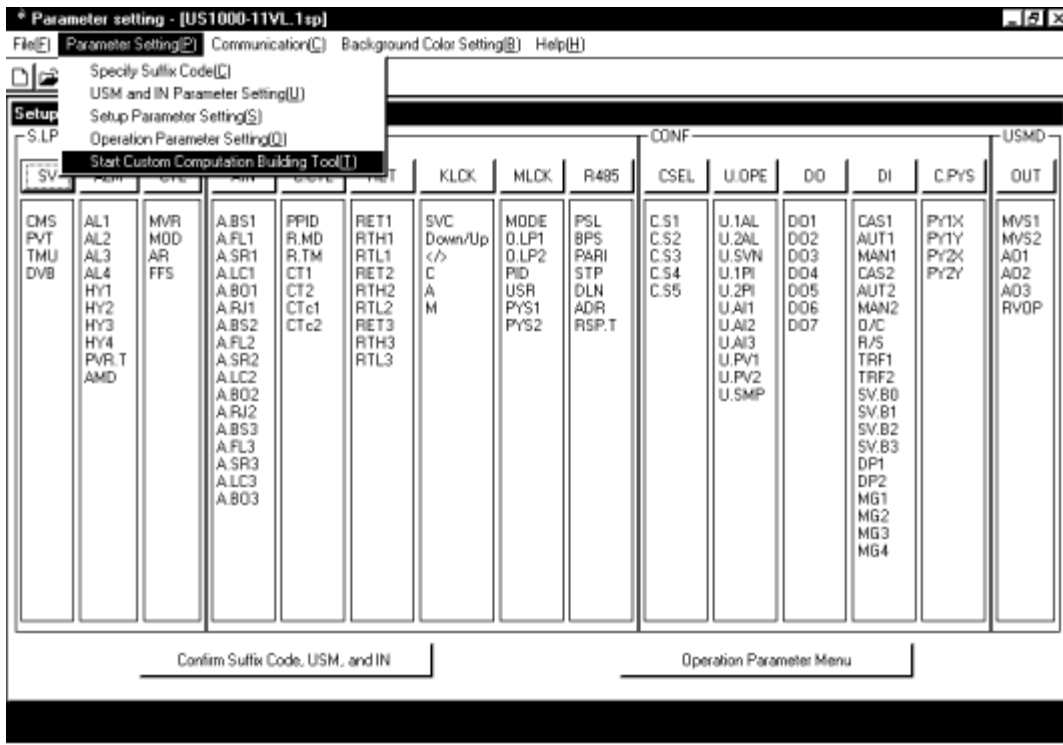 Parameter setting - [US1000-11VL.1sp]
File(F) Parameter Setting(P) Communication(C) Background Color Setting(B) Help(H)
Specify Suffix Code(C)
USM and IN Parameter Setting(U)
Setup Parameter Setting(S)
Operation Parameter Setting(O)
Start Custom Computation Building Tool(T)
Setup
S.LP
CONF
USMD
SV
KLCK
MLCK
R485
CSEL
U.OPE
DO
DI
C.PYS
OUT
CMS
PVT
TMU
DVB
AL1
AL2
AL3
AL4
HY1
HY2
HY3
HY4
PVR.T
AMD
MVR
MOD
AR
FFS
A.BS1
A.FL1
A.SR1
A.LC1
A.BO1
A.RJ1
A.BS2
A.FL2
A.SR2
A.LC2
A.BO2
A.RJ2
A.BS3
A.FL3
A.SR3
A.LC3
A.BO3
PPID
R.MD
R.TM
CT1
CT2
CTc1
CTc2
RET1
RTH1
RTL1
RET2
RTH2
RTL2
RET3
RTH3
RTL3
SVC
Down/Up
</>
C
A
M
MODE
O.LP1
O.LP2
PID
USR
PYS1
PYS2
PSL
BPS
PARI
STP
DLN
ADR
RSP.T
C.S1
C.S2
C.S3
C.S4
C.S5
U.1AL
U.2AL
U.SVN
U.1PI
U.2PI
U.AI1
U.AI2
U.AI3
U.PV1
U.PV2
U.SMP
DO1
DO2
DO3
DO4
DO5
DO6
DO7
CAS1
AUT1
MAN1
CAS2
AUT2
MAN2
O/C
R/S
TRF1
TRF2
SV.B0
SV.B1
SV.B2
SV.B3
DP1
DP2
MG1
MG2
MG3
MG4
PY1X
PY1Y
PY2X
PY2Y
MVS1
MVS2
AO1
AO2
AO3
RVOP
Confirm Suffix Code, USM, and IN
Operation Parameter Menu